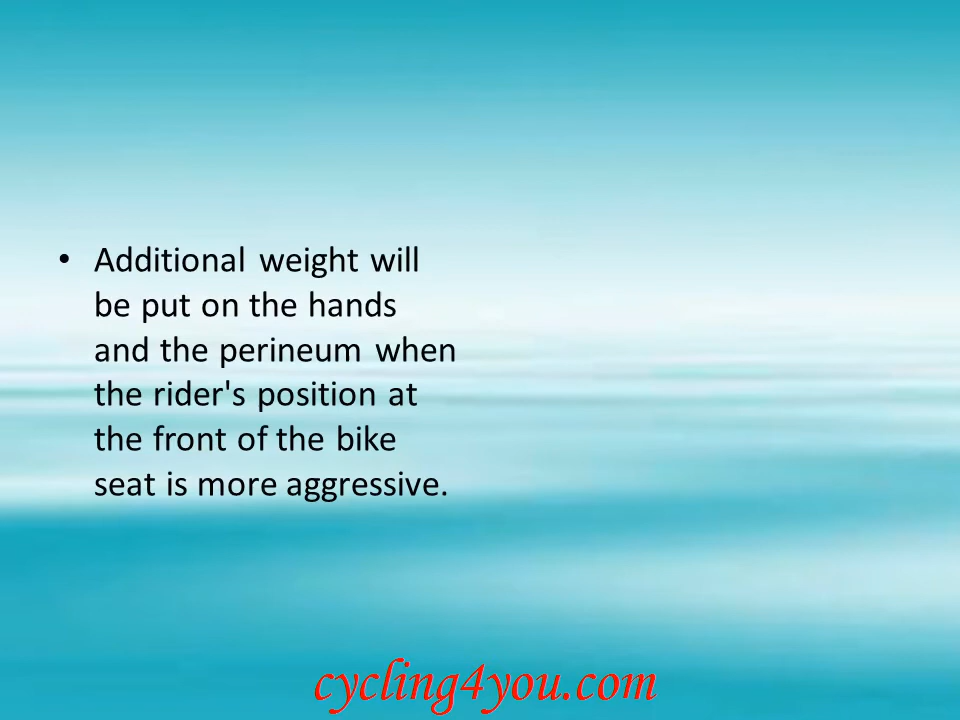 • Additional weight will
be put on the hands
and the perineum when
the rider's position at
the front of the bike
seat is more aggressive.
cycling4you.com